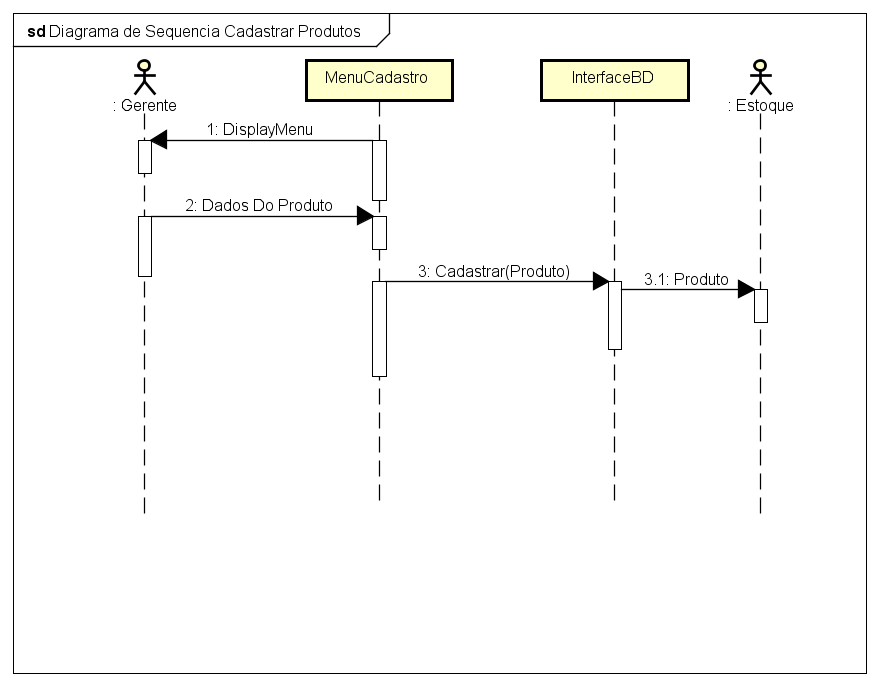 sd Diagrama de Sequencia Cadastrar Produtos
MenuCadastro
InterfaceBD
: Gerente
: Estoque
1: DisplayMenu
2: Dados Do Produto
3: Cadastrar(Produto)
3.1: Produto